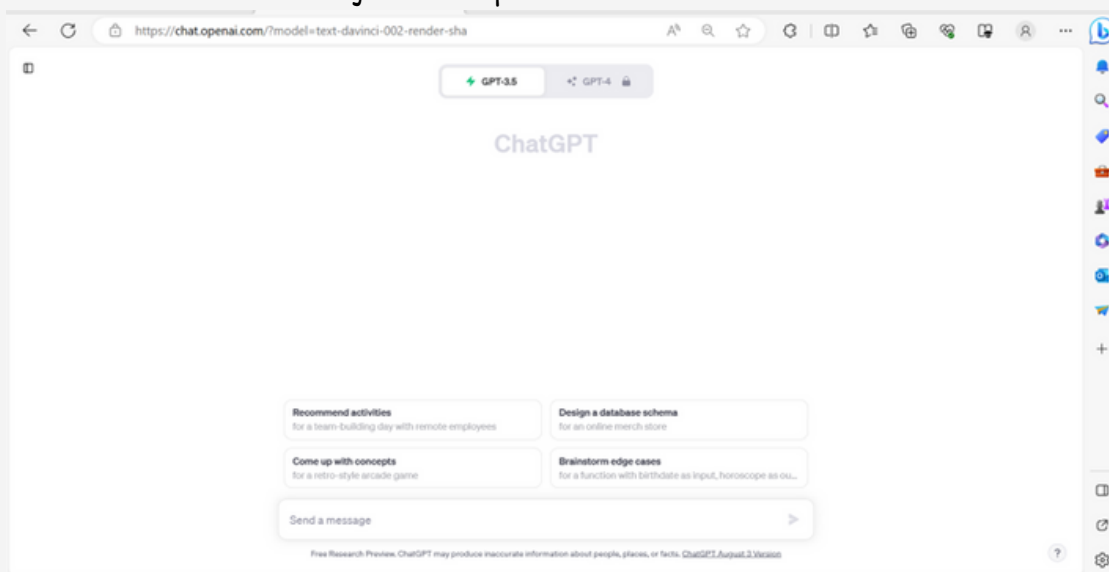 https://chat.openai.com/?model=text-davinci-002-render-sha
GPT-3.5
GPT-4
ChatGPT
Recommend activities
for a team-building day with remote employees
Design a database schema
for an online merch store
Come up with concepts
for a retro-style arcade game
Brainstorm edge cases
for a function with birthdate as input, horoscope as ou...
Send a message
Free Research Preview. ChatGPT may produce inaccurate information about people, places, or facts. ChatGPT August 3 Version
?